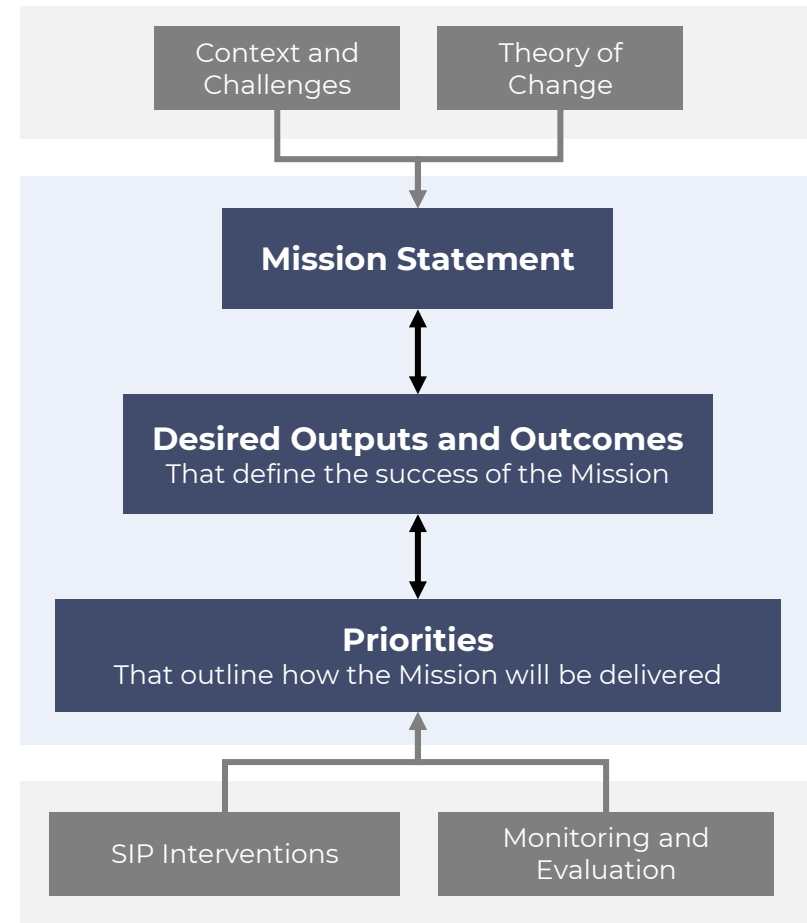 Context and
Challenges
Theory of
Change
Mission Statement
Desired Outputs and Outcomes
That define the success of the Mission
Priorities
That outline how the Mission will be delivered
SIP Interventions
Monitoring and
Evaluation